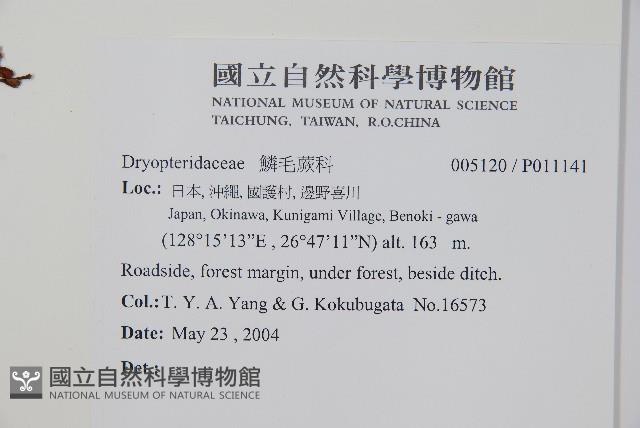 國立自然科學博物館
NATIONAL MUSEUM OF NATURAL SCIENCE
TAICHUNG, TAIWAN, R.O.CHINA
Dryopteridaceae 鱗毛蕨科 005120 / P011141
Loc.: 日本, 沖繩, 國護村, 邊野喜川
Japan, Okinawa, Kunigami Village, Benoki - gawa
(128°15'13"E , 26°47'11"N) alt. 163 m.
Roadside, forest margin, under forest, beside ditch.
Col.: T. Y. A. Yang & G. Kokubugata No.16573
Date: May 23 , 2004
Det.:
國立自然科學博物館
NATIONAL MUSEUM OF NATURAL SCIENCE